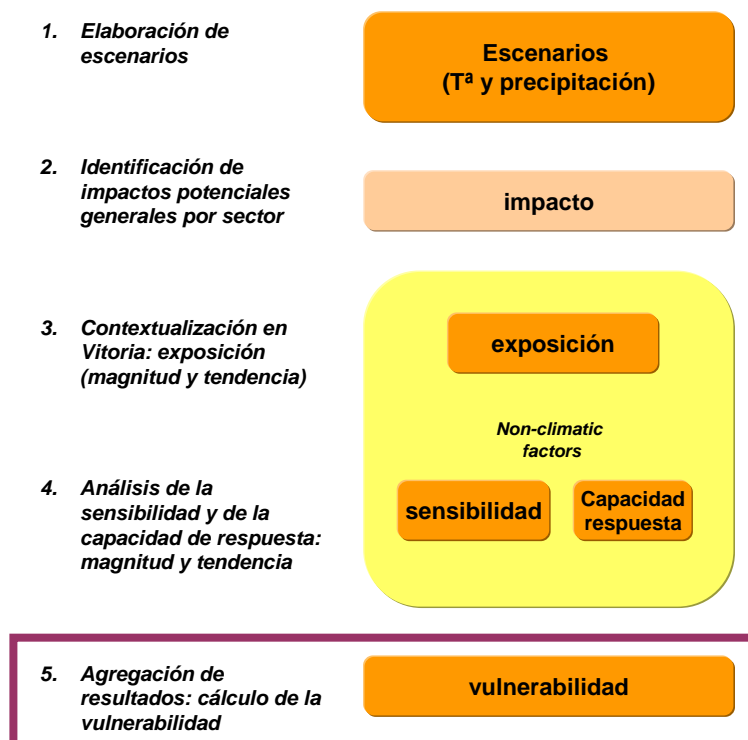 1. Elaboración de
escenarios
Escenarios
(Tª y precipitación)
2. Identificación de
impactos potenciales
generales por sector
impacto
3. Contextualización en
Vitoria: exposición
(magnitud y tendencia)
exposición
Non-climatic
factors
4. Análisis de la
sensibilidad y de la
capacidad de respuesta:
magnitud y tendencia
sensibilidad
Capacidad
respuesta
5. Agregación de
resultados: cálculo de la
vulnerabilidad
vulnerabilidad